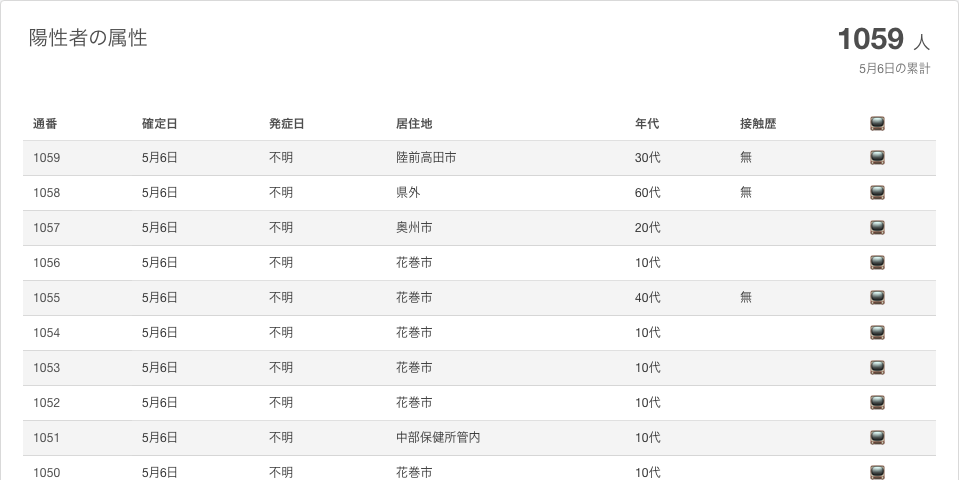 陽性者の属性
1059 人
5月6日の累計
通番 確定日 発症日 居住地 年代 接触歴
1059 5月6日 不明 陸前高田市 30代 無
1058 5月6日 不明 県外 60代 無
1057 5月6日 不明 奥州市 20代
1056 5月6日 不明 花巻市 10代
1055 5月6日 不明 花巻市 40代 無
1054 5月6日 不明 花巻市 10代
1053 5月6日 不明 花巻市 10代
1052 5月6日 不明 花巻市 10代
1051 5月6日 不明 中部保健所管内 10代
1050 5月6日 不明 花巻市 10代